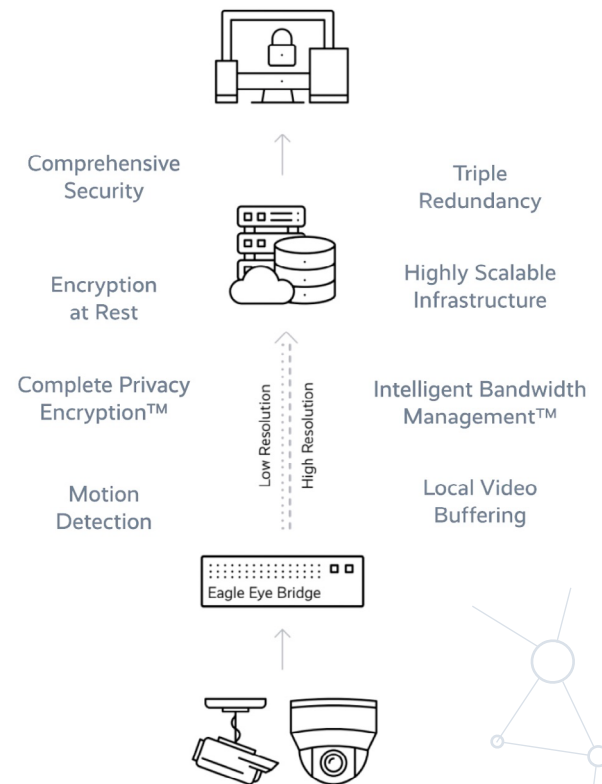 Comprehensive
Security
Triple
Redundancy
Encryption
at Rest
Highly Scalable
Infrastructure
Complete Privacy
Encryption™
Low Resolution
High Resolution
Intelligent Bandwidth
Management™
Motion
Detection
Local Video
Buffering
Eagle Eye Bridge